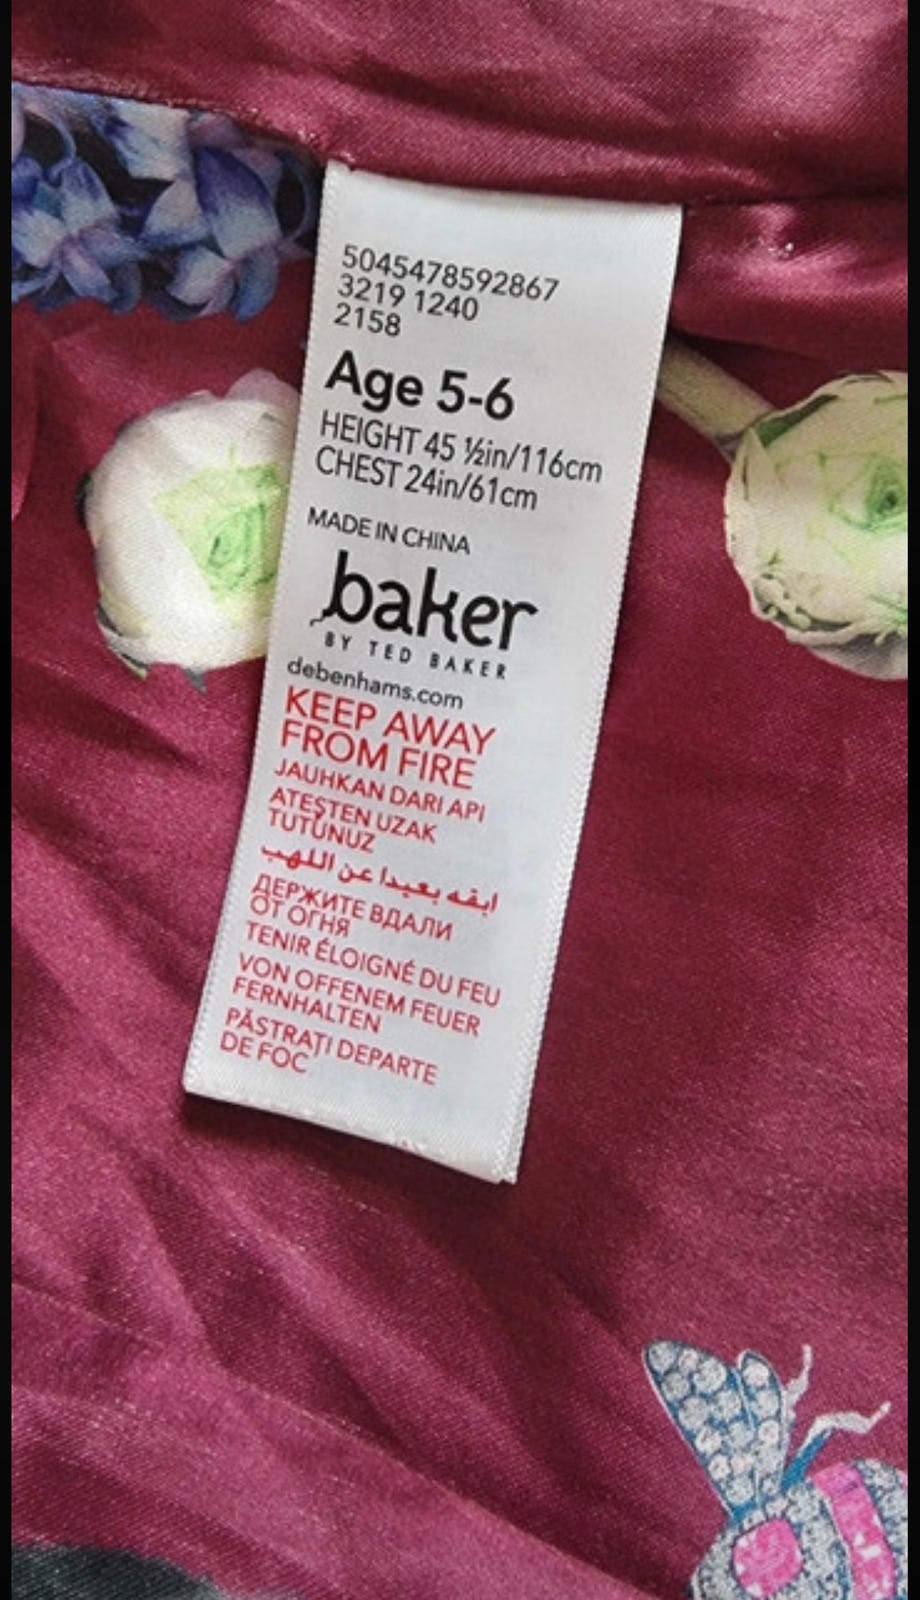 5045478592867
3219 1240
2158
Age 5-6
HEIGHT 45 ½in/116cm
CHEST 24in/61cm
MADE IN CHINA
baker
BY TED BAKER
debenhams.com
KEEP AWAY
FROM FIRE
JAUHKAN DARI API
ATEŞTEN UZAK
TUTUNUZ
ابقه بعيدا عن اللهب
ДЕРЖИТЕ ВДАЛИ
ОТ ОГНЯ
TENIR ÉLOIGNÉ DU FEU
VON OFFENEM FEUER
FERNHALTEN
PĂSTRAȚI DEPARTE
DE FOC